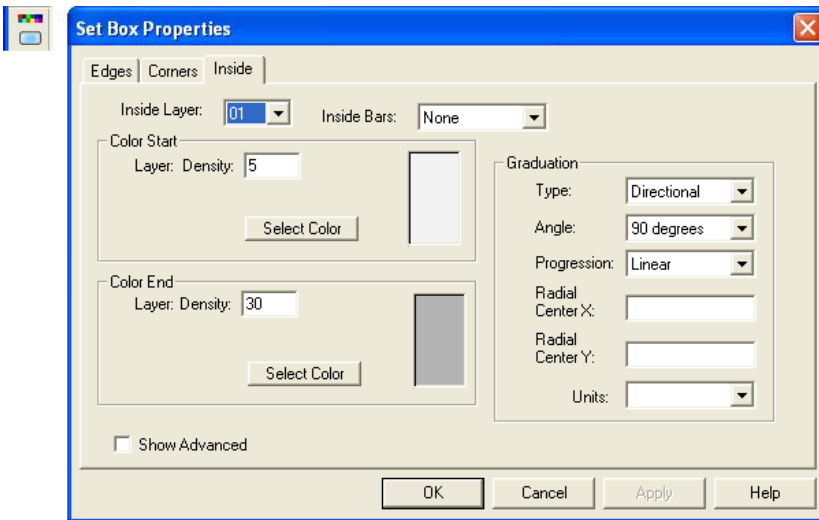 Set Box Properties
Edges Corners Inside
Inside Layer: 01 Inside Bars: None
Color Start
Layer: Density: 5
Select Color
Color End
Layer: Density: 30
Select Color
Graduation
Type: Directional
Angle: 90 degrees
Progression: Linear
Radial
Center X:
Radial
Center Y:
Units:
Show Advanced
OK Cancel Apply Help